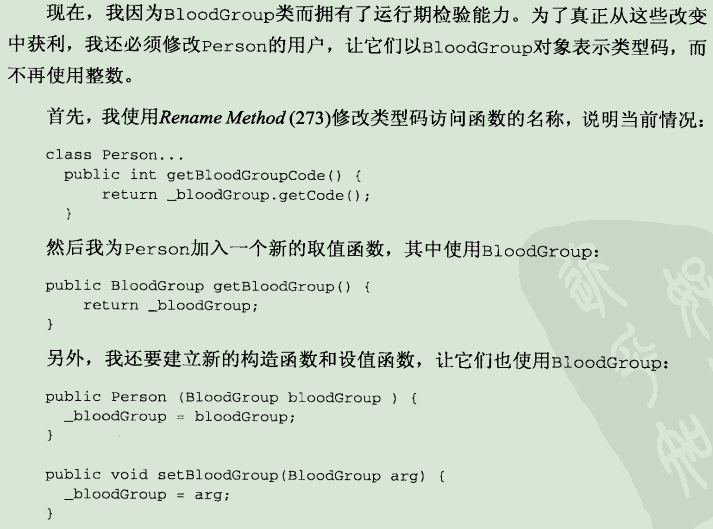 现在，我因为BloodGroup类而拥有了运行期检验能力。为了真正从这些改变
中获利，我还必须修改Person的用户，让它们以BloodGroup对象表示类型码，而
不再使用整数。
首先，我使用Rename Method (273)修改类型码访问函数的名称，说明当前情况：
class Person...
public int getBloodGroupCode() {
return _bloodGroup.getCode();
}
然后我为Person加入一个新的取值函数，其中使用BloodGroup：
public BloodGroup getBloodGroup() {
return _bloodGroup;
}
另外，我还要建立新的构造函数和设值函数，让它们也使用BloodGroup：
public Person (BloodGroup bloodGroup ) {
_bloodGroup = bloodGroup;
}
public void setBloodGroup(BloodGroup arg) {
_bloodGroup = arg;
}